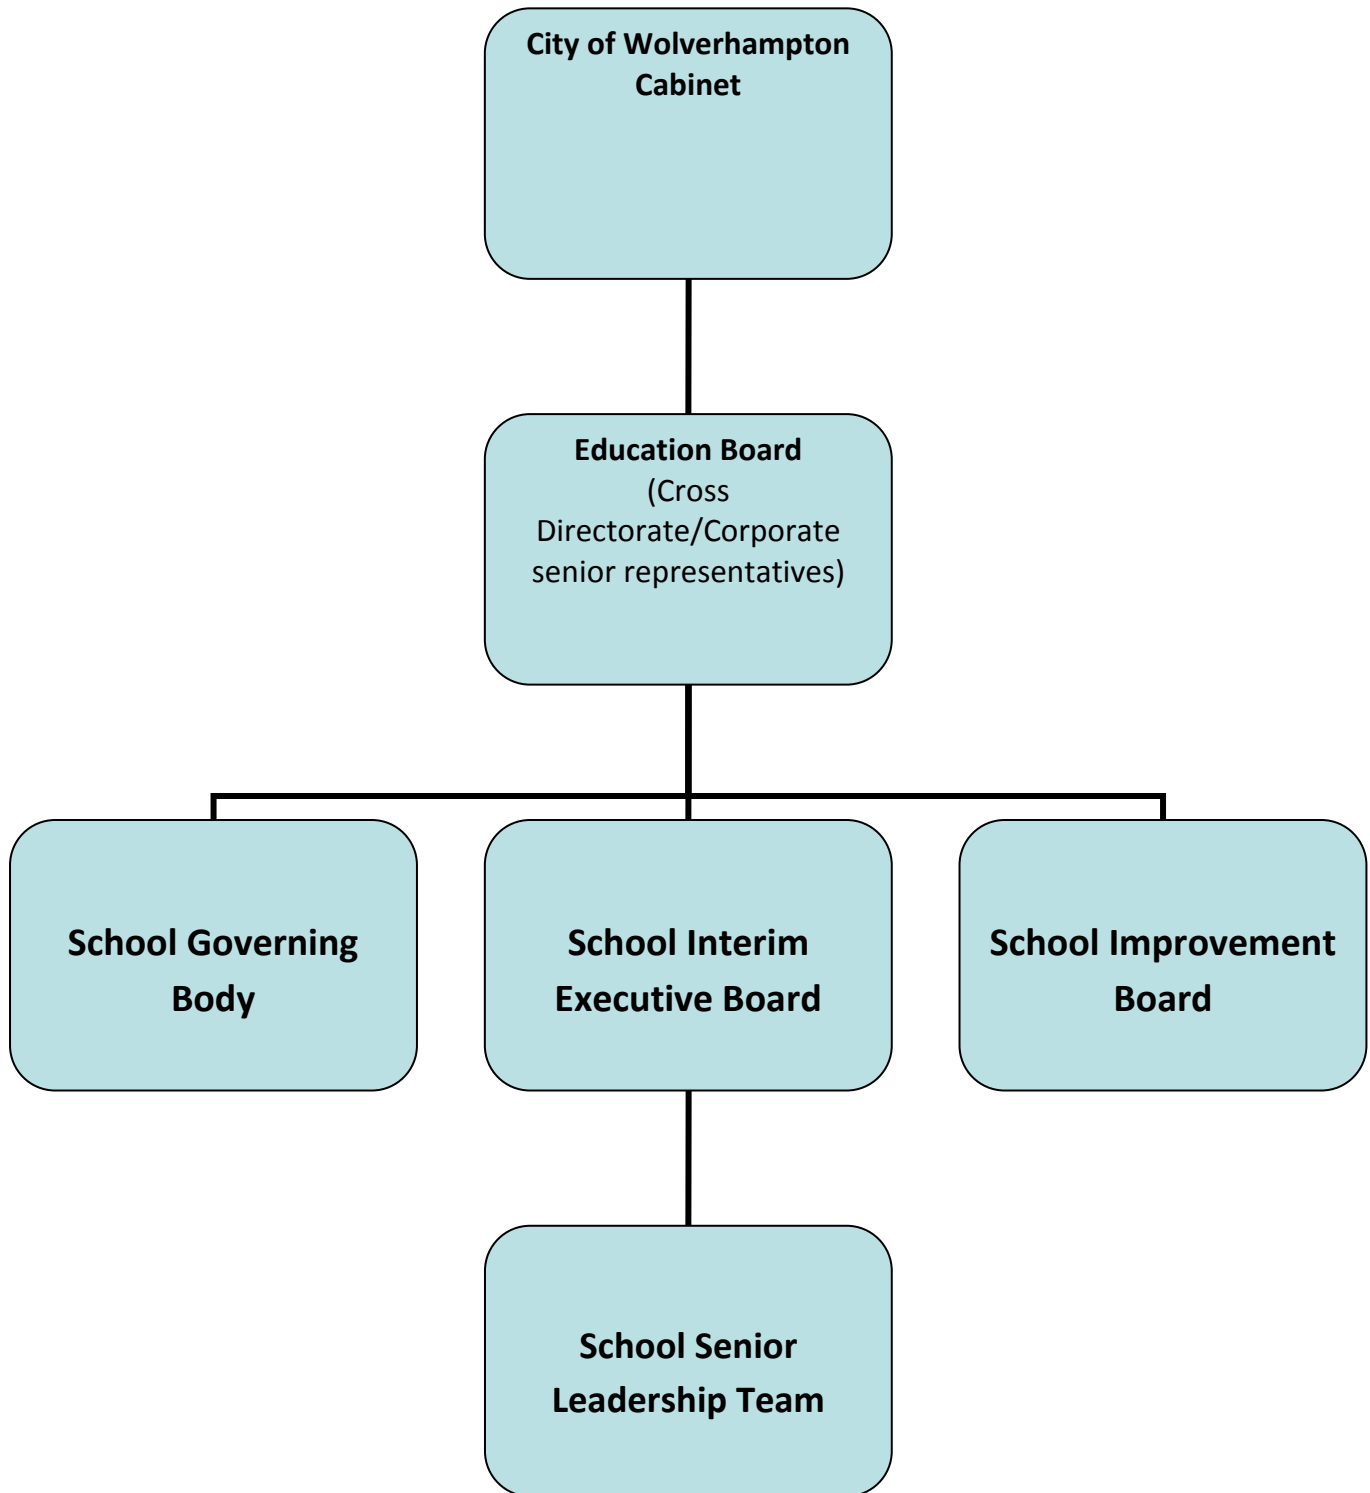 City of Wolverhampton
Cabinet
Education Board
(Cross
Directorate/Corporate
senior representatives)
School Governing
Body
School Interim
Executive Board
School Improvement
Board
School Senior
Leadership Team